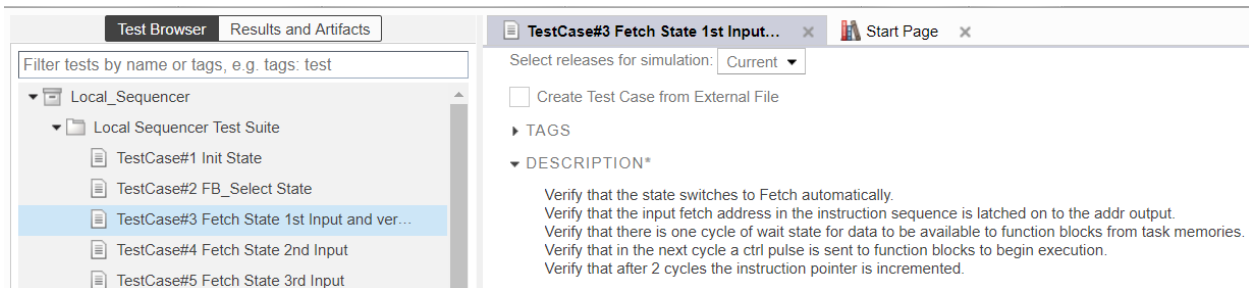 Test Browser
Results and Artifacts
Filter tests by name or tags, e.g. tags: test
Local_Sequencer
Local Sequencer Test Suite
TestCase#1 Init State
TestCase#2 FB_Select State
TestCase#3 Fetch State 1st Input and ver...
TestCase#4 Fetch State 2nd Input
TestCase#5 Fetch State 3rd Input
TestCase#3 Fetch State 1st Input...
Start Page
Select releases for simulation: Current
Create Test Case from External File
TAGS
DESCRIPTION*
Verify that the state switches to Fetch automatically.
Verify that the input fetch address in the instruction sequence is latched on to the addr output.
Verify that there is one cycle of wait state for data to be available to function blocks from task memories.
Verify that in the next cycle a ctrl pulse is sent to function blocks to begin execution.
Verify that after 2 cycles the instruction pointer is incremented.